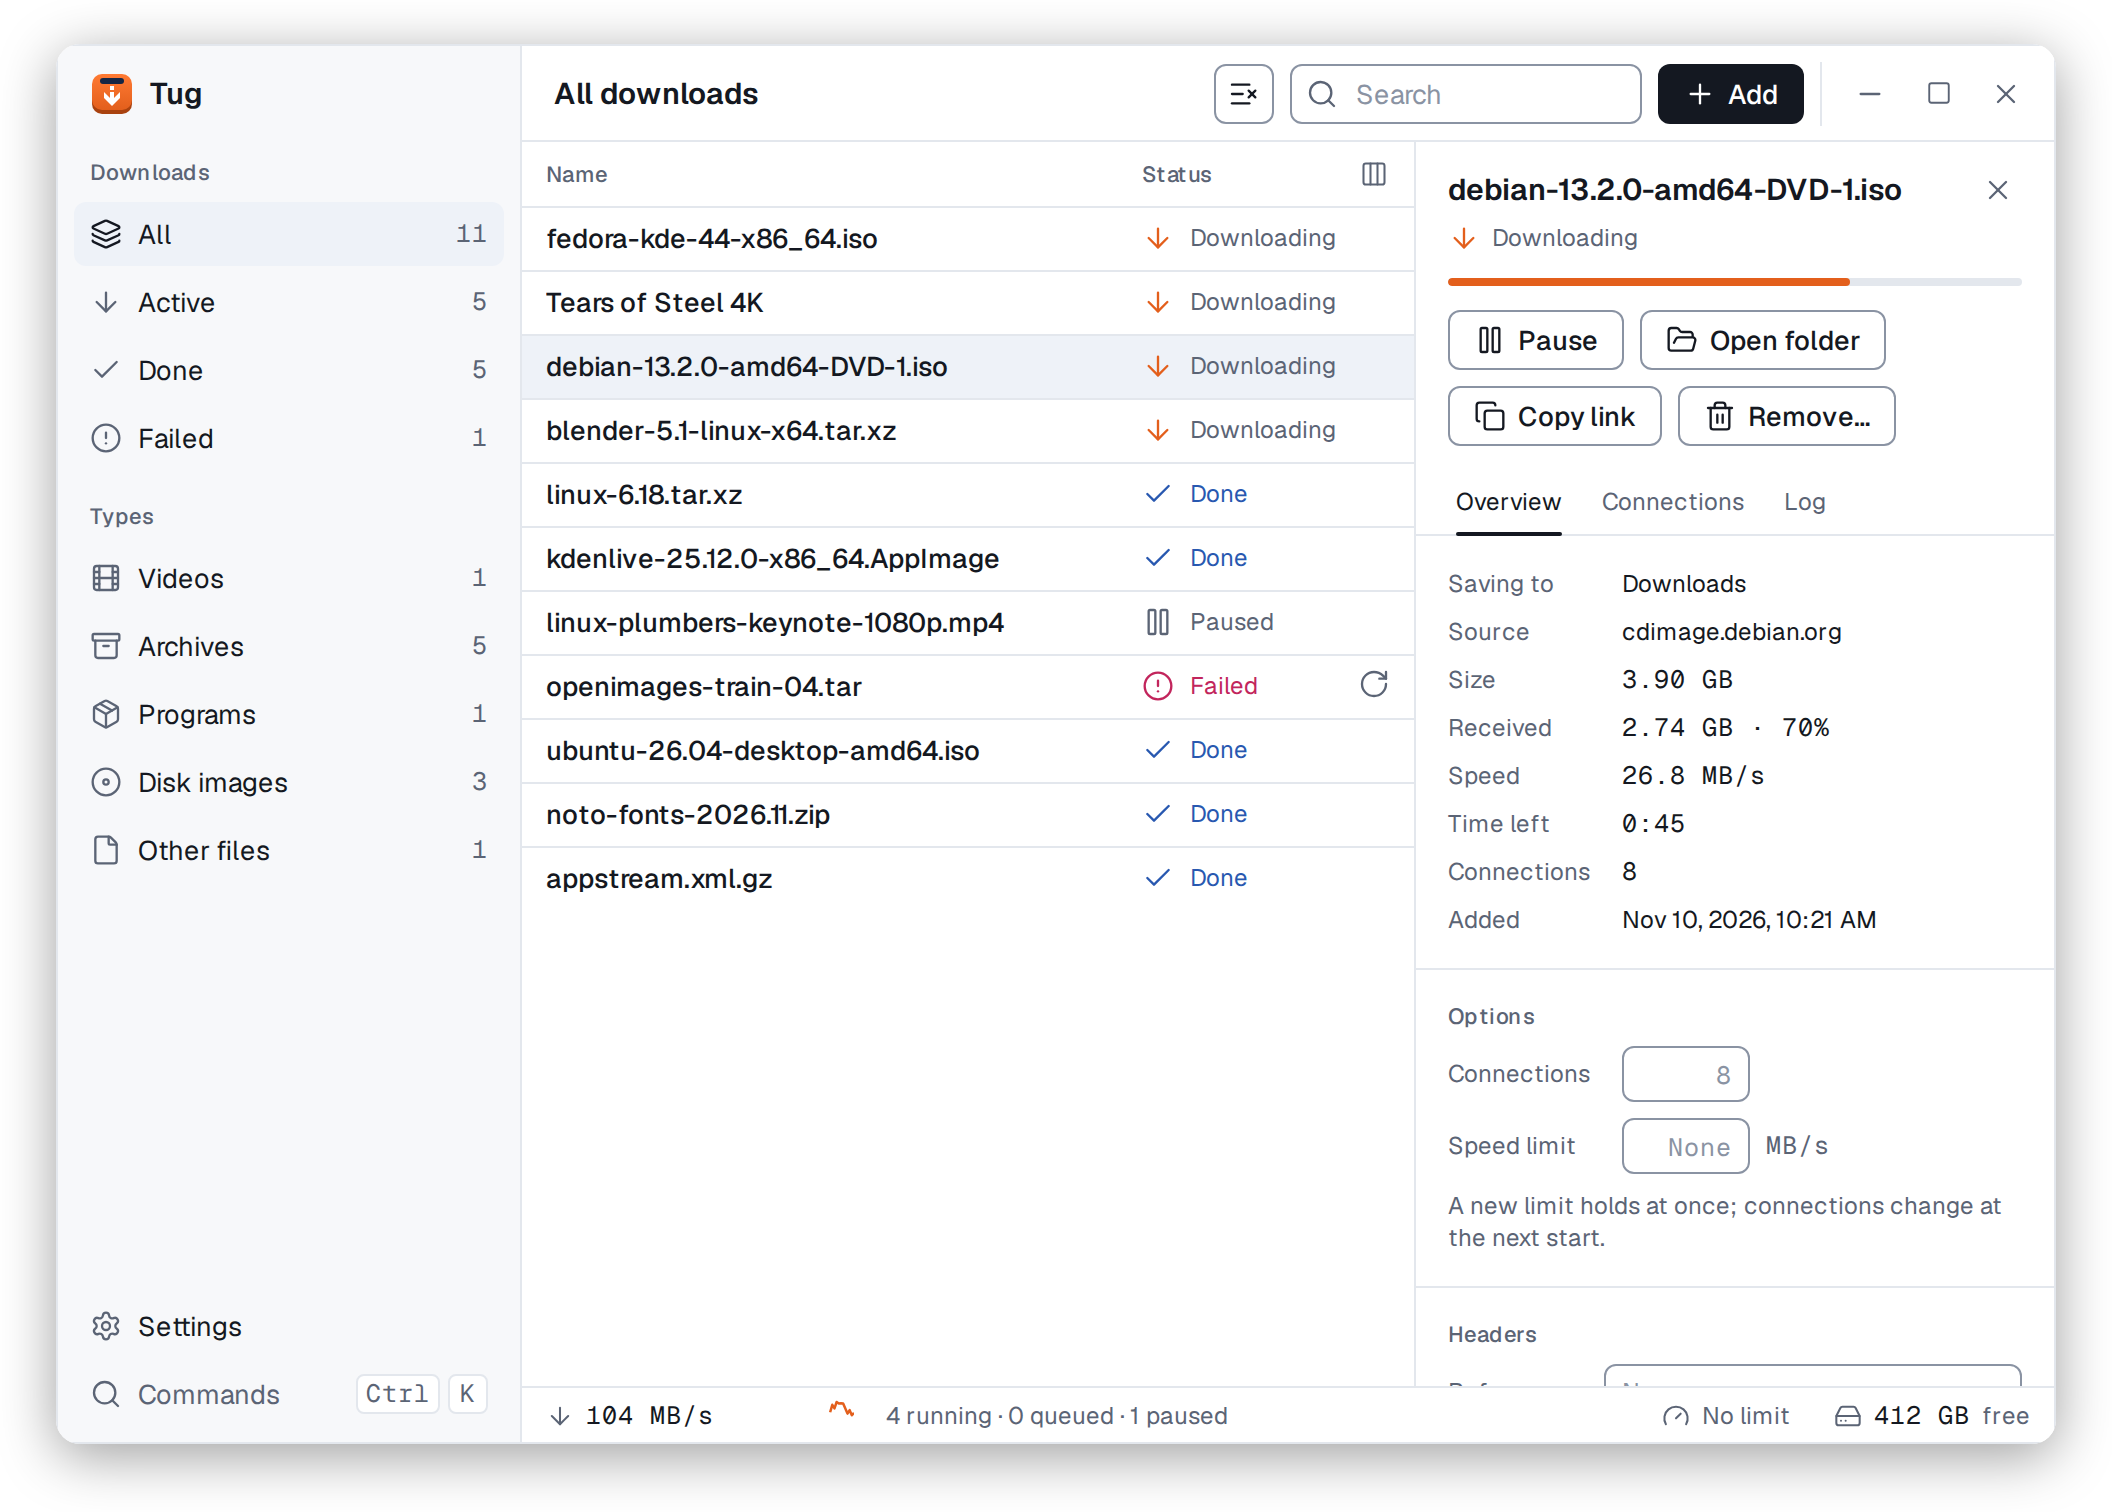 Tug
Downloads
All 11
Active 5
Done 5
Failed 1
Types
Videos 1
Archives 5
Programs 1
Disk images 3
Other files 1
Settings
Commands Ctrl K
All downloads
Search
Add
Name Status
fedora-kde-44-x86_64.iso Downloading
Tears of Steel 4K Downloading
debian-13.2.0-amd64-DVD-1.iso Downloading
blender-5.1-linux-x64.tar.xz Downloading
linux-6.18.tar.xz Done
kdenlive-25.12.0-x86_64.AppImage Done
linux-plumbers-keynote-1080p.mp4 Paused
openimages-train-04.tar Failed
ubuntu-26.04-desktop-amd64.iso Done
noto-fonts-2026.11.zip Done
appstream.xml.gz Done
debian-13.2.0-amd64-DVD-1.iso
Downloading
Pause Open folder
Copy link Remove...
Overview Connections Log
Saving to Downloads
Source cdimage.debian.org
Size 3.90 GB
Received 2.74 GB · 70%
Speed 26.8 MB/s
Time left 0:45
Connections 8
Added Nov 10, 2026, 10:21 AM
Options
Connections 8
Speed limit None MB/s
A new limit holds at once; connections change at
the next start.
Headers
104 MB/s
4 running · 0 queued · 1 paused
No limit
412 GB free